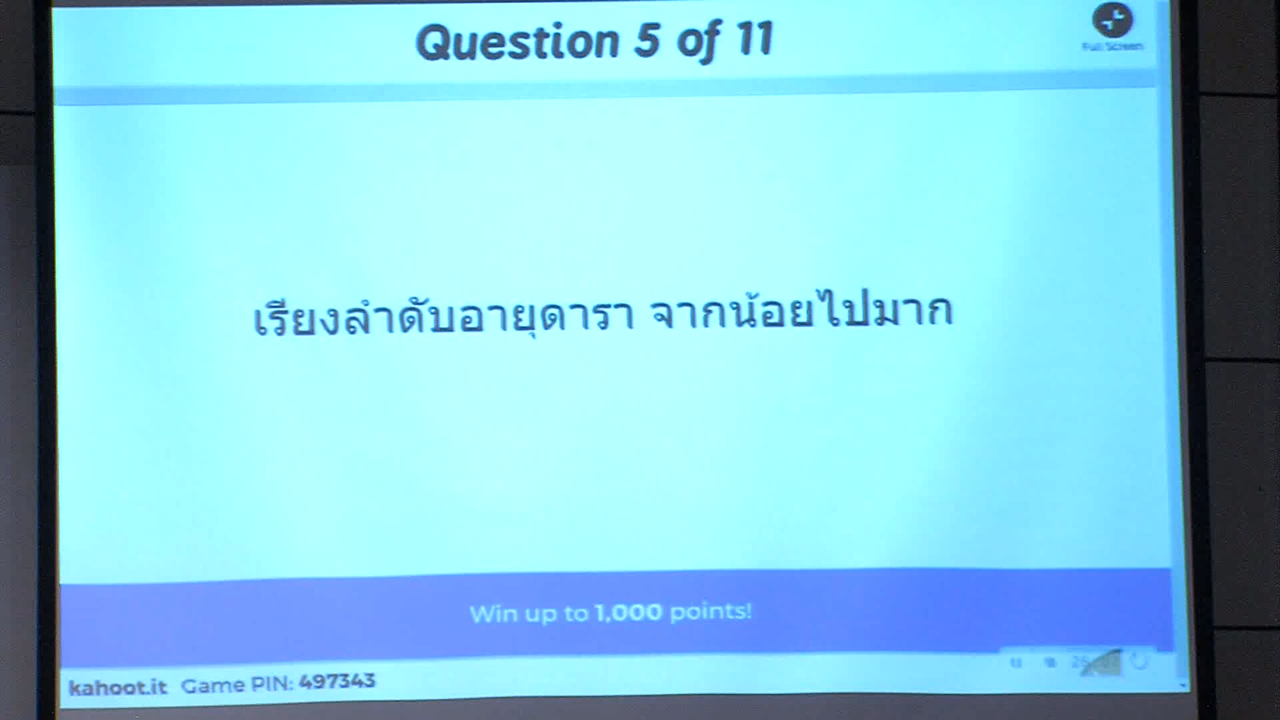 Question 5 of 11
Full Screen
เรียงลำดับอายุดารา จากน้อยไปมาก
Win up to 1,000 points!
kahoot.it Game PIN: 497343